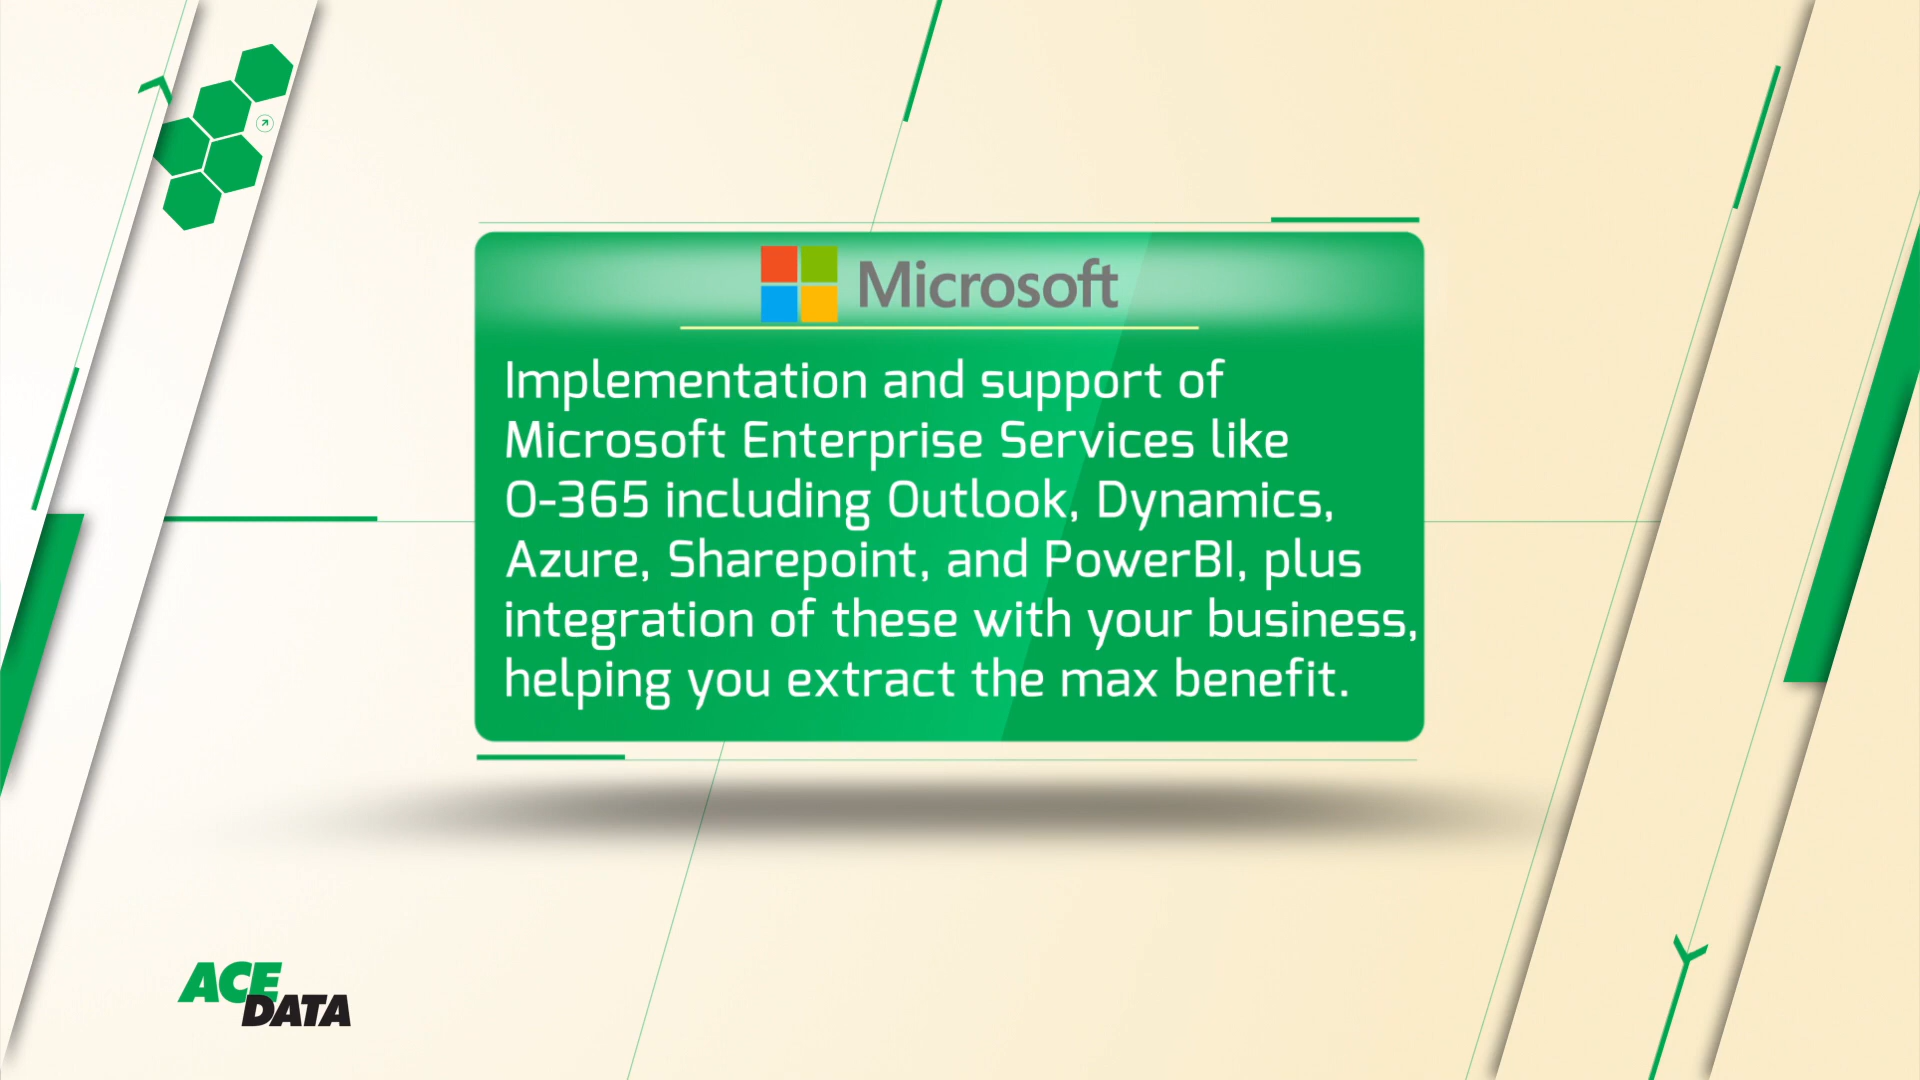 Microsoft
Implementation and support of
Microsoft Enterprise Services like
O-365 including Outlook, Dynamics,
Azure, Sharepoint, and PowerBI, plus
integration of these with your business,
helping you extract the max benefit.
ACE
DATA